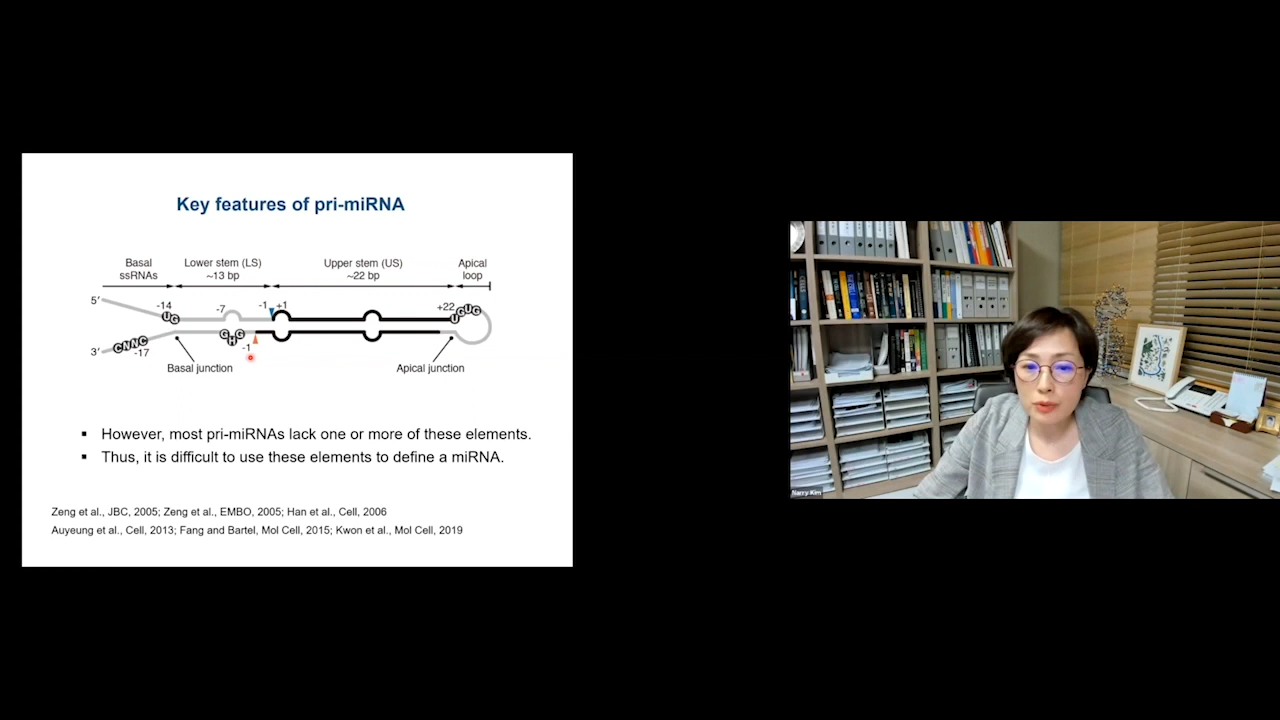 Key features of pri-miRNA
Basal ssRNAs
Lower stem (LS) ~13 bp
Upper stem (US) ~22 bp
Apical loop
5′
-14
-7
-1
+1
+22
UG
UGUG
3′
CNNC
-17
GHG
-1
Basal junction
Apical junction
▪ However, most pri-miRNAs lack one or more of these elements.
▪ Thus, it is difficult to use these elements to define a miRNA.
Zeng et al., JBC, 2005; Zeng et al., EMBO, 2005; Han et al., Cell, 2006
Auyeung et al., Cell, 2013; Fang and Bartel, Mol Cell, 2015; Kwon et al., Mol Cell, 2019
Narry Kim